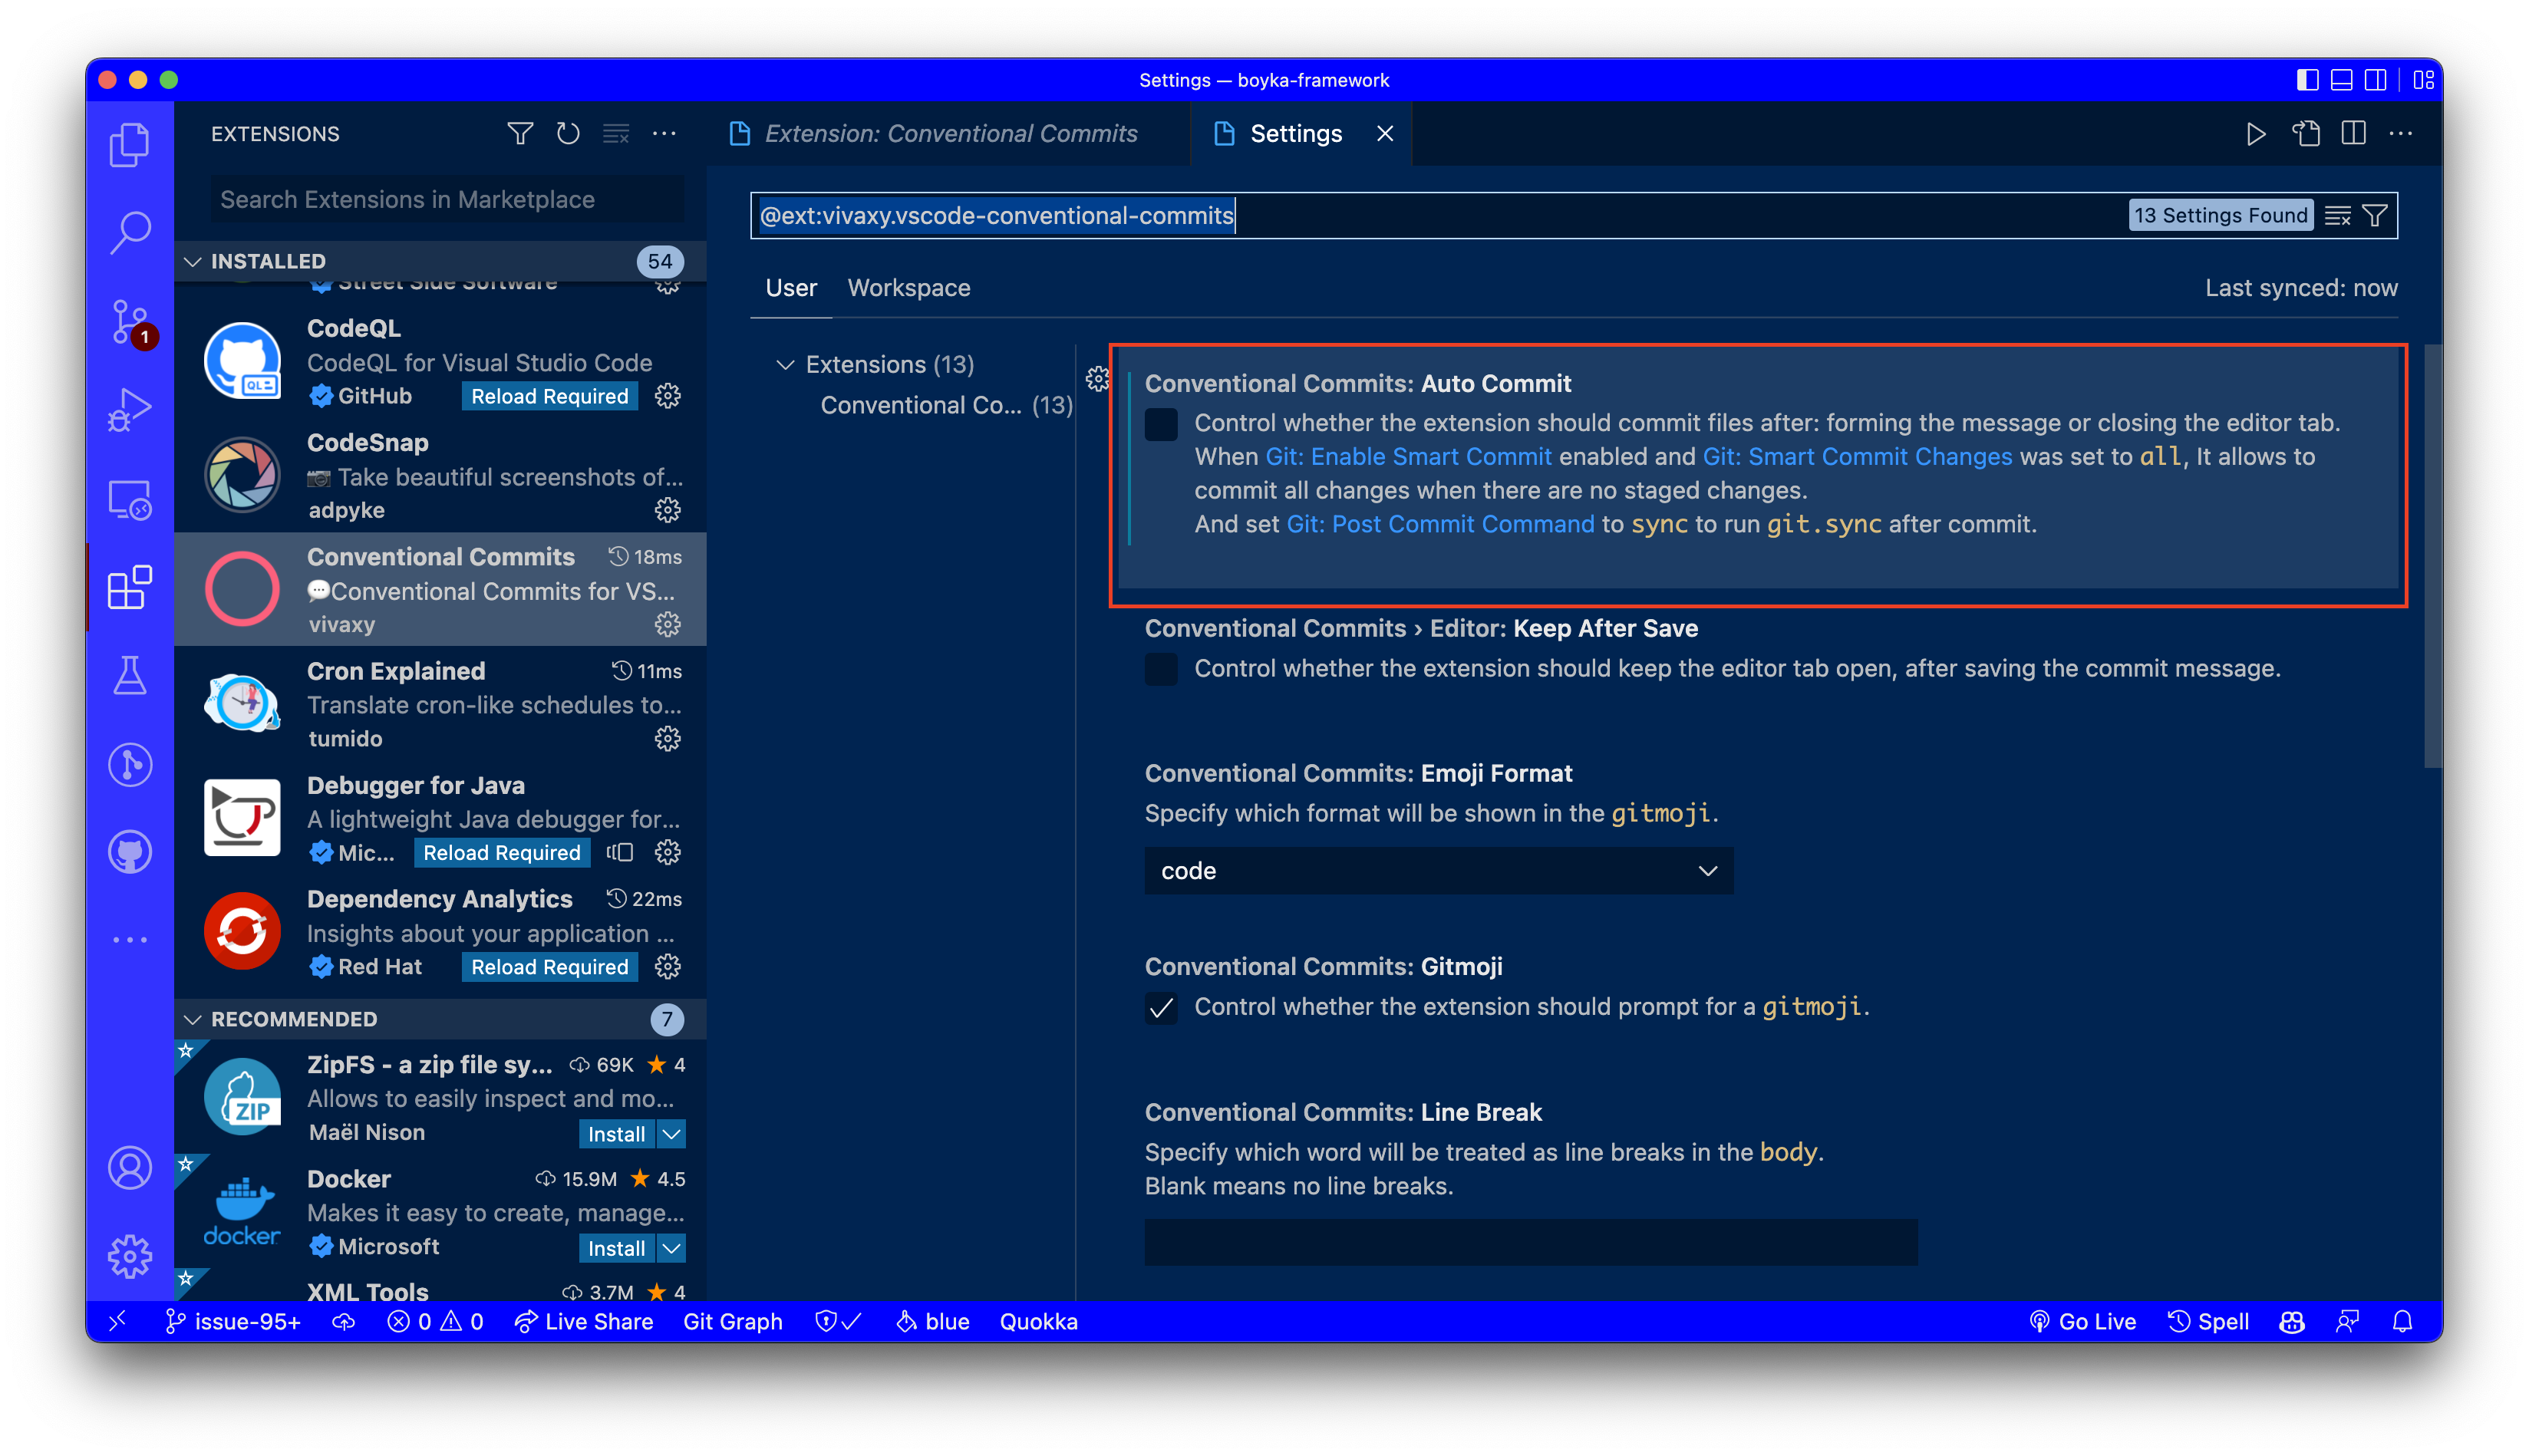 Settings — boyka-framework
EXTENSIONS
Search Extensions in Marketplace
INSTALLED
54
Street Side Software
CodeQL
CodeQL for Visual Studio Code
GitHub
Reload Required
CodeSnap
📷 Take beautiful screenshots of...
adpyke
Conventional Commits
18ms
💬Conventional Commits for VS...
vivaxy
Cron Explained
11ms
Translate cron-like schedules to...
tumido
Debugger for Java
A lightweight Java debugger for...
Mic...
Reload Required
Dependency Analytics
22ms
Insights about your application ...
Red Hat
Reload Required
RECOMMENDED
7
ZIP
ZipFS - a zip file sy...
69K ★ 4
Allows to easily inspect and mo...
Maël Nison
Install
docker
Docker
15.9M ★ 4.5
Makes it easy to create, manage...
Microsoft
Install
XML Tools
3.7M ★ 4
1
QL
Extension: Conventional Commits
Settings
@ext:vivaxy.vscode-conventional-commits
13 Settings Found
User
Workspace
Last synced: now
Extensions (13)
Conventional Co... (13)
Conventional Commits: Auto Commit
Control whether the extension should commit files after: forming the message or closing the editor tab.
When Git: Enable Smart Commit enabled and Git: Smart Commit Changes was set to all, It allows to
commit all changes when there are no staged changes.
And set Git: Post Commit Command to sync to run git.sync after commit.
Conventional Commits › Editor: Keep After Save
Control whether the extension should keep the editor tab open, after saving the commit message.
Conventional Commits: Emoji Format
Specify which format will be shown in the gitmoji.
code
Conventional Commits: Gitmoji
Control whether the extension should prompt for a gitmoji.
Conventional Commits: Line Break
Specify which word will be treated as line breaks in the body.
Blank means no line breaks.
issue-95+
0
0
Live Share
Git Graph
blue
Quokka
Go Live
Spell